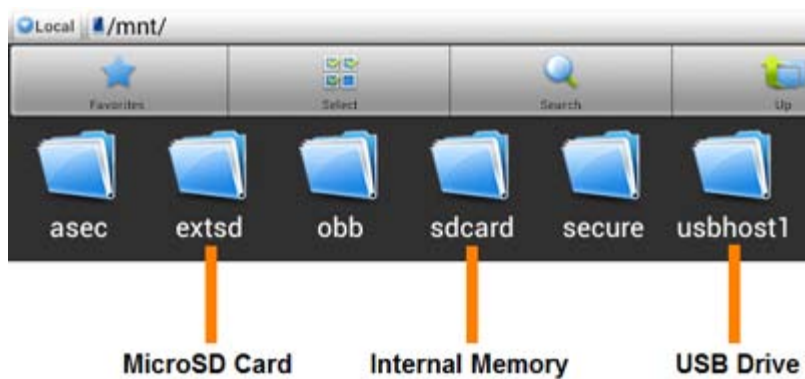 Local /mnt/
Favorites Select Search Up
asec extsd obb sdcard secure usbhost1
MicroSD Card Internal Memory USB Drive